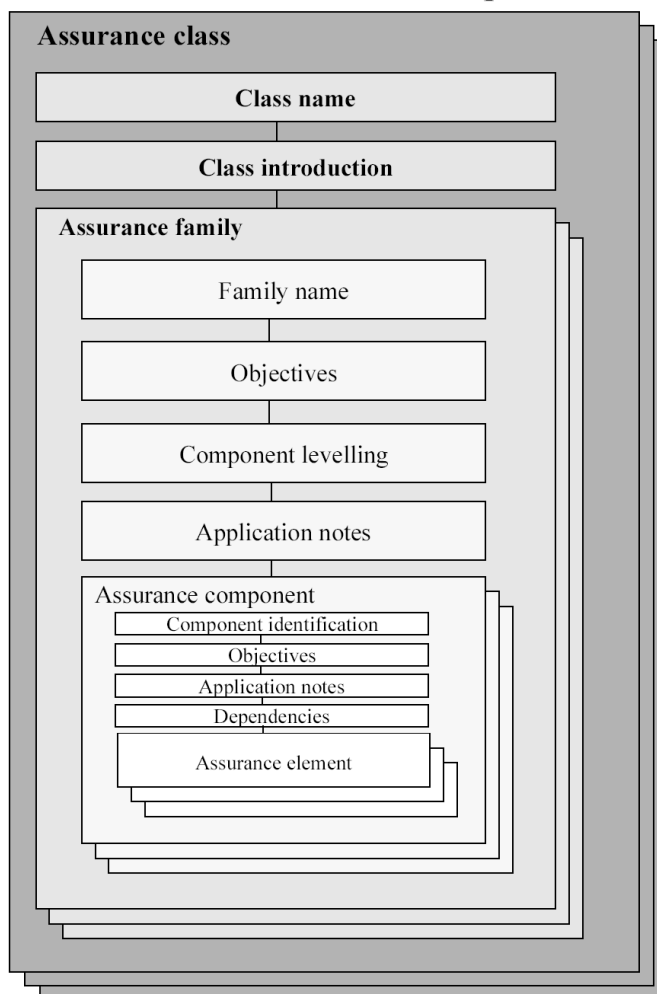 Assurance class
Class name
Class introduction
Assurance family
Family name
Objectives
Component levelling
Application notes
Assurance component
Component identification
Objectives
Application notes
Dependencies
Assurance element